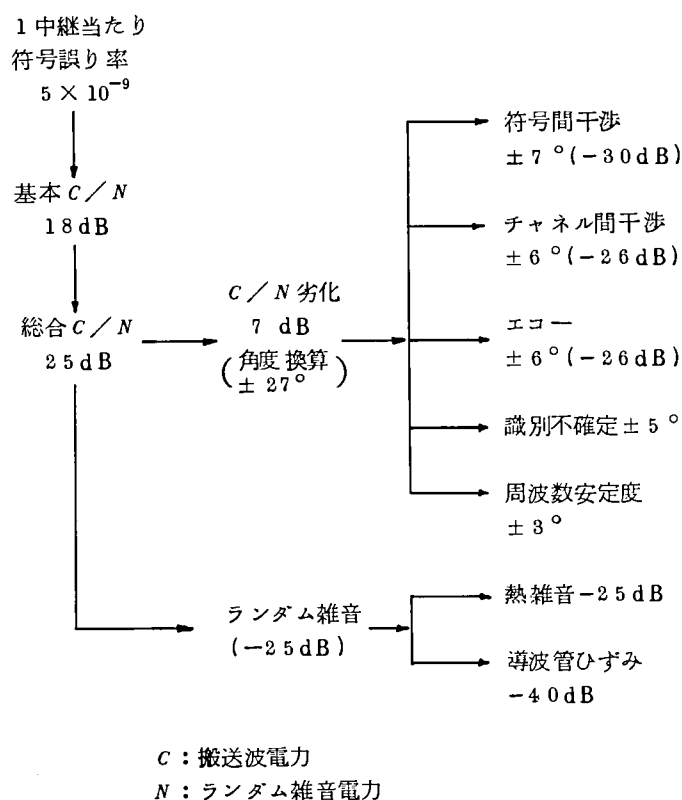 1中継当たり
符号誤り率
5×10⁻⁹
基本C/N
18dB
総合C/N
25dB
C/N劣化
7 dB
(角度換算
±27°)
符号間干渉
±7°(-30dB)
チャネル間干渉
±6°(-26dB)
エコー
±6°(-26dB)
識別不確定±5°
周波数安定度
±3°
ランダム雑音
(-25dB)
熱雑音-25dB
導波管ひずみ
-40dB
C:搬送波電力
N:ランダム雑音電力